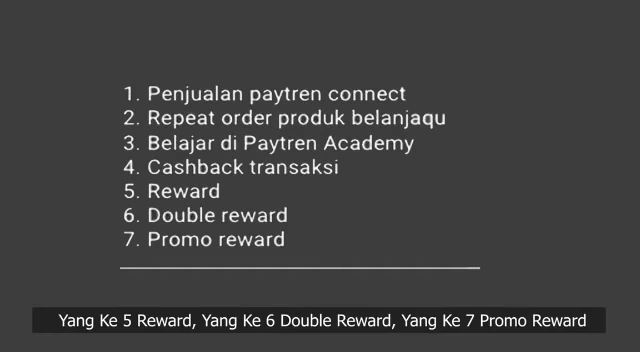 1. Penjualan paytren connect
2. Repeat order produk belanjaqu
3. Belajar di Paytren Academy
4. Cashback transaksi
5. Reward
6. Double reward
7. Promo reward
Yang Ke 5 Reward, Yang Ke 6 Double Reward, Yang Ke 7 Promo Reward